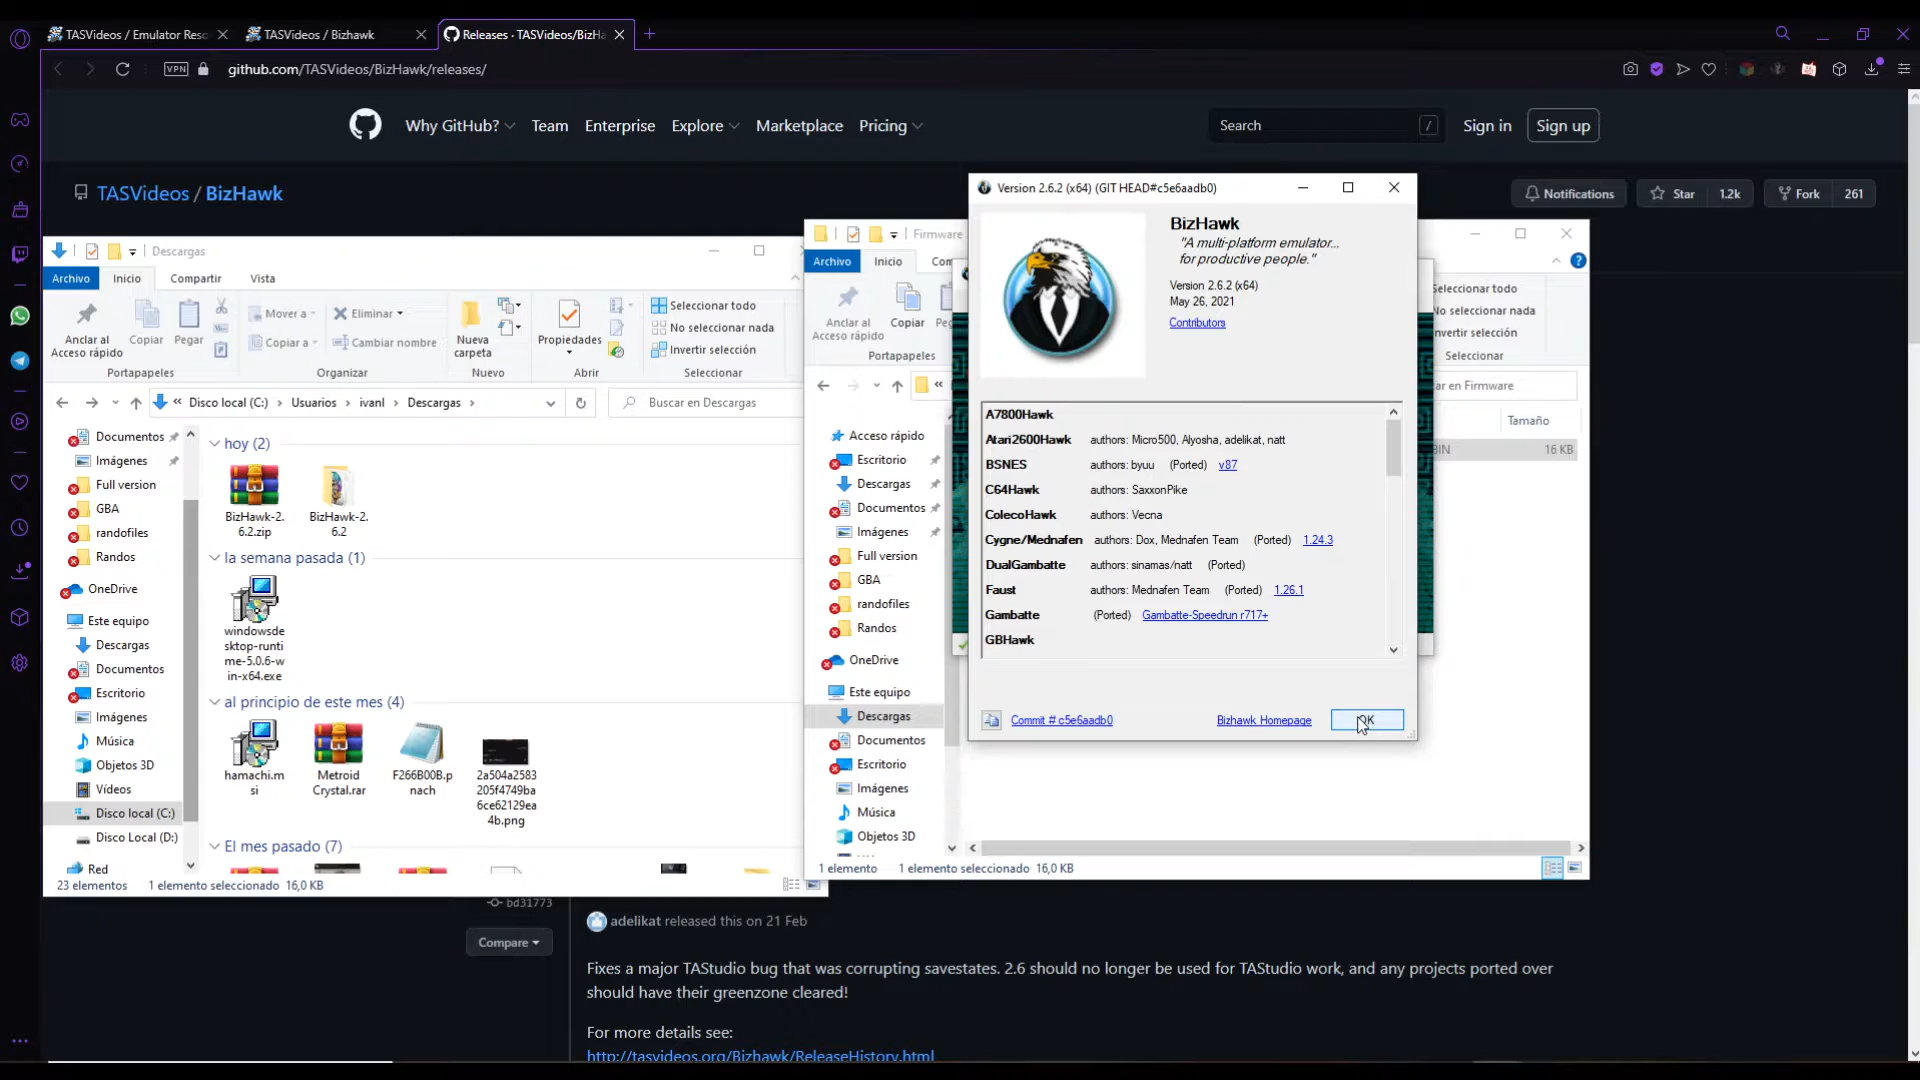 TASVideos / Emulator Reso
TASVideos / Bizhawk
Releases · TASVideos/BizHa
VPN
github.com/TASVideos/BizHawk/releases/
Why GitHub?
Team
Enterprise
Explore
Marketplace
Pricing
Search
/
Sign in
Sign up
TASVideos / BizHawk
Notifications
Star
1.2k
Fork
261
Descargas
Archivo
Inicio
Compartir
Vista
Anclar al
Acceso rápido
Copiar
Pegar
Mover a
Copiar a
Eliminar
Cambiar nombre
Nueva
carpeta
Propiedades
Seleccionar todo
No seleccionar nada
Invertir selección
Portapapeles
Organizar
Nuevo
Abrir
Seleccionar
« Disco local (C:) > Usuarios > ivanl > Descargas >
Buscar en Descargas
Documentos
Imágenes
Full version
GBA
randofiles
Randos
OneDrive
Este equipo
Descargas
Documentos
Escritorio
Imágenes
Música
Objetos 3D
Vídeos
Disco local (C:)
Disco Local (D:)
Red
hoy (2)
BizHawk-2.
6.2.zip
BizHawk-2.
6.2
la semana pasada (1)
windowsde
sktop-runti
me-5.0.6-w
in-x64.exe
al principio de este mes (4)
hamachi.m
si
Metroid
Crystal.rar
F266B00B.p
nach
2a504a2583
205f4749ba
6ce62129ea
4b.png
El mes pasado (7)
23 elementos
1 elemento seleccionado 16,0 KB
Firmware
Archivo
Inicio
Anclar al
Acceso rápido
Copiar
Portapapeles
Seleccionar todo
No seleccionar nada
Invertir selección
Seleccionar
«
en Firmware
Tamaño
BIN
16 KB
Acceso rápido
Escritorio
Descargas
Documentos
Imágenes
Full version
GBA
randofiles
Randos
OneDrive
Este equipo
Descargas
Documentos
Escritorio
Imágenes
Música
Objetos 3D
1 elemento
1 elemento seleccionado 16,0 KB
Version 2.6.2 (x64) (GIT HEAD#c5e6aadb0)
BizHawk
"A multi-platform emulator...
for productive people."
Version 2.6.2 (x64)
May 26, 2021
Contributors
A7800Hawk
Atari2600Hawk authors: Micro500, Alyosha, adelikat, natt
BSNES authors: byuu (Ported) v87
C64Hawk authors: SaxxonPike
ColecoHawk authors: Vecna
Cygne/Mednafen authors: Dox, Mednafen Team (Ported) 1.24.3
DualGambatte authors: sinamas/natt (Ported)
Faust authors: Mednafen Team (Ported) 1.26.1
Gambatte (Ported) Gambatte-Speedrun r717+
GBHawk
Commit # c5e6aadb0
Bizhawk Homepage
OK
bd31773
Compare
adelikat released this on 21 Feb
Fixes a major TAStudio bug that was corrupting savestates. 2.6 should no longer be used for TAStudio work, and any projects ported over
should have their greenzone cleared!
For more details see:
http://tasvideos.org/Bizhawk/ReleaseHistory.html